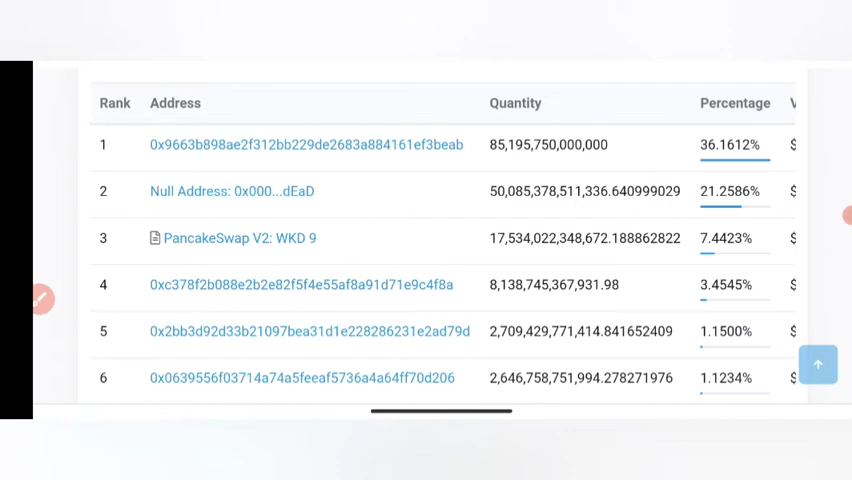 Rank Address Quantity Percentage V
1 0x9663b898ae2f312bb229de2683a884161ef3beab 85,195,750,000,000 36.1612% $
2 Null Address: 0x000...dEaD 50,085,378,511,336.640999029 21.2586% $
3 PancakeSwap V2: WKD 9 17,534,022,348,672.188862822 7.4423% $
4 0xc378f2b088e2b2e82f5f4e55af8a91d71e9c4f8a 8,138,745,367,931.98 3.4545% $
5 0x2bb3d92d33b21097bea31d1e228286231e2ad79d 2,709,429,771,414.841652409 1.1500% $
6 0x0639556f03714a74a5feeaf5736a4a64ff70d206 2,646,758,751,994.278271976 1.1234% $